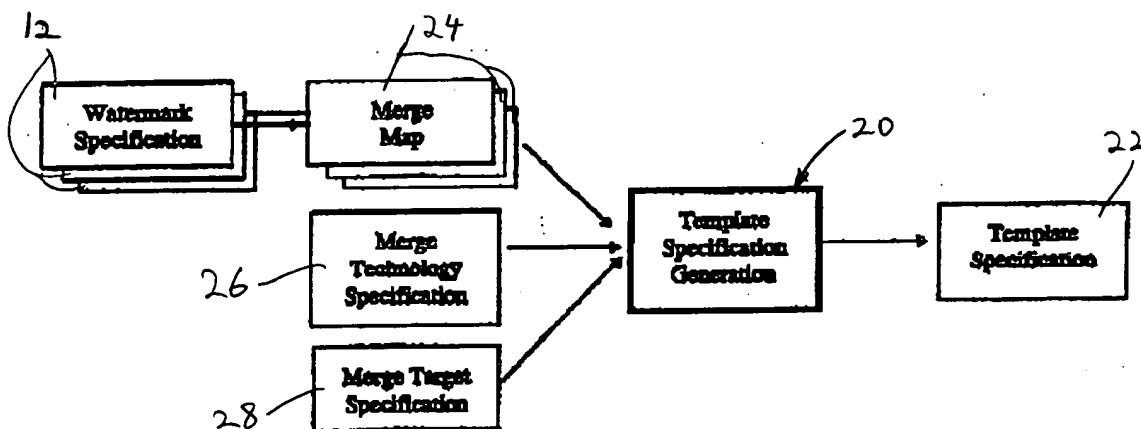 12
24
Watermark
Specification
Merge
Map
20
22
Template
Specification
Generation
Template
Specification
Merge
Technology
Specification
26
Merge Target
Specification
28